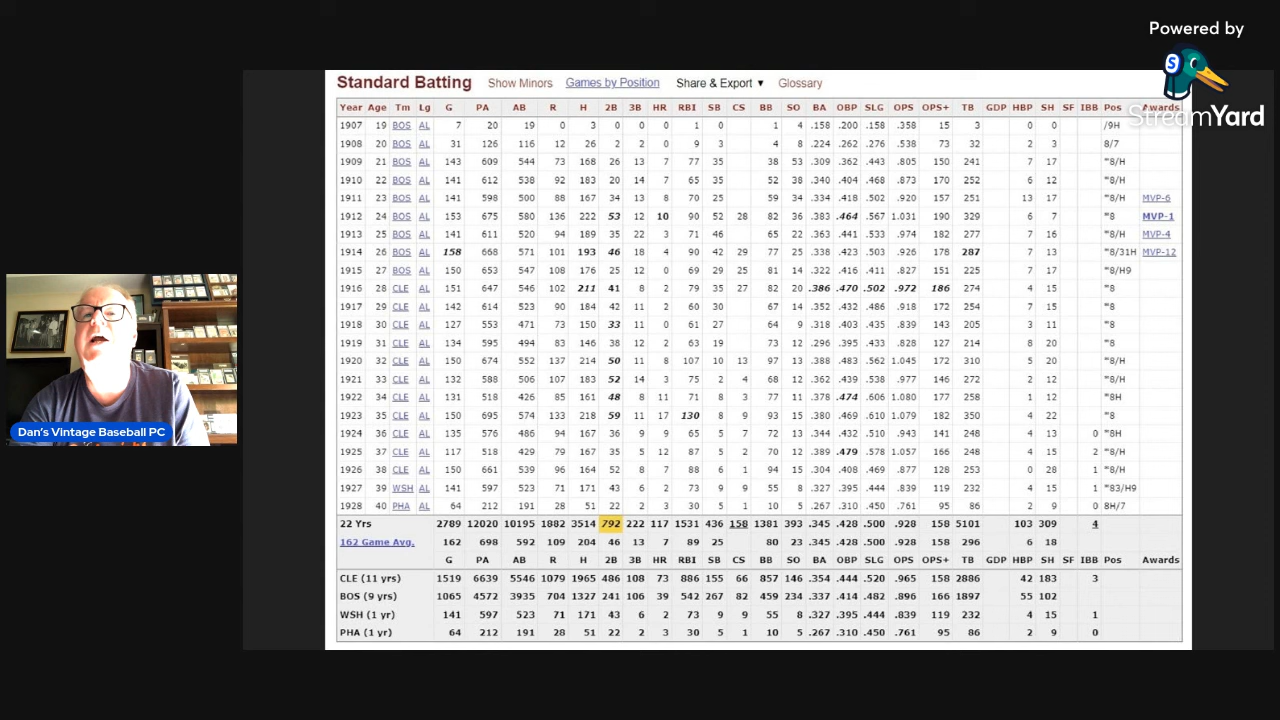 Powered by
StreamYard
Standard Batting Show Minors Games by Position Share & Export ▼ Glossary
Year Age Tm Lg G PA AB R H 2B 3B HR RBI SB CS BB SO BA OBP SLG OPS OPS+ TB GDP HBP SH SF IBB Pos Awards
1907 19 BOS AL 7 20 19 0 3 0 0 0 1 0 1 4 .158 .200 .158 .358 15 3 0 0 /9H
1908 20 BOS AL 31 126 116 12 26 2 2 0 9 3 4 8 .224 .262 .276 .538 73 32 2 3 8/7
1909 21 BOS AL 143 609 544 73 168 26 13 7 77 35 38 53 .309 .362 .443 .805 150 241 7 17 *8/H
1910 22 BOS AL 141 612 538 92 183 20 14 7 65 35 52 38 .340 .404 .468 .873 170 252 6 12 *8/H
1911 23 BOS AL 141 598 500 88 167 34 13 8 70 25 59 34 .334 .418 .502 .920 157 251 13 17 *8/H MVP-6
1912 24 BOS AL 153 675 580 136 222 53 12 10 90 52 28 82 36 .383 .464 .567 1.031 190 329 6 7 *8 MVP-1
1913 25 BOS AL 141 611 520 94 189 35 22 3 71 46 65 22 .363 .441 .533 .974 182 277 7 16 *8/H MVP-4
1914 26 BOS AL 158 668 571 101 193 46 18 4 90 42 29 77 25 .338 .423 .503 .926 178 287 7 13 *8/31H MVP-12
1915 27 BOS AL 150 653 547 108 176 25 12 0 69 29 25 81 14 .322 .416 .411 .827 151 225 7 13 *8/H9
1916 28 CLE AL 151 647 546 102 211 41 8 2 79 35 27 82 20 .386 .470 .502 .972 186 274 4 15 *8
1917 29 CLE AL 142 614 523 90 184 42 11 2 60 30 67 14 .352 .432 .486 .918 172 254 7 15 *8
1918 30 CLE AL 127 553 471 73 150 33 11 0 61 27 64 9 .318 .403 .435 .839 143 205 3 11 *8
1919 31 CLE AL 134 595 494 83 146 38 12 2 63 19 73 12 .296 .395 .433 .828 127 214 8 20 *8
1920 32 CLE AL 150 674 552 137 214 50 11 8 107 10 13 97 13 .388 .483 .562 1.045 172 310 5 20 *8/H
1921 33 CLE AL 132 588 506 107 183 52 14 3 75 2 4 68 12 .362 .439 .538 .977 146 272 2 12 *8/H
1922 34 CLE AL 131 518 426 85 161 48 8 11 71 8 3 77 11 .378 .474 .606 1.080 177 258 1 12 *8H
1923 35 CLE AL 150 695 574 133 218 59 11 17 130 8 9 93 15 .380 .469 .610 1.079 182 350 4 22 *8
1924 36 CLE AL 135 576 486 94 167 36 9 9 65 5 72 13 .344 .432 .510 .943 141 248 4 13 0 *8H
1925 37 CLE AL 117 518 429 79 167 35 5 12 87 5 2 70 12 .389 .479 .578 1.057 166 248 4 15 2 *8/H
1926 38 CLE AL 150 661 539 96 164 52 8 7 88 6 1 94 15 .304 .408 .469 .877 128 253 0 28 1 *8/H
1927 39 WSH AL 141 597 523 71 171 43 6 2 73 9 9 55 8 .327 .395 .444 .839 119 232 4 15 1 *83/H9
1928 40 PHA AL 64 212 191 28 51 22 2 3 30 5 1 10 5 .267 .310 .450 .761 95 86 2 9 0 8H/7
22 Yrs 2789 12020 10195 1882 3514 792 222 117 1531 436 158 1381 393 .345 .428 .500 .928 158 5101 103 309 4
162 Game Avg. 162 698 592 109 204 46 13 7 89 25 80 23 .345 .428 .500 .928 158 296 6 18
G PA AB R H 2B 3B HR RBI SB CS BB SO BA OBP SLG OPS OPS+ TB GDP HBP SH SF IBB Pos Awards
CLE (11 yrs) 1519 6639 5546 1079 1965 486 108 73 886 155 66 857 146 .354 .444 .520 .965 158 2886 42 183 3
BOS (9 yrs) 1065 4572 3935 704 1327 241 106 39 542 267 82 459 234 .337 .414 .482 .896 166 1897 55 102
WSH (1 yr) 141 597 523 71 171 43 6 2 73 9 9 55 8 .327 .395 .444 .839 119 232 4 15 1
PHA (1 yr) 64 212 191 28 51 22 2 3 30 5 1 10 5 .267 .310 .450 .761 95 86 2 9 0
Dan's Vintage Baseball PC